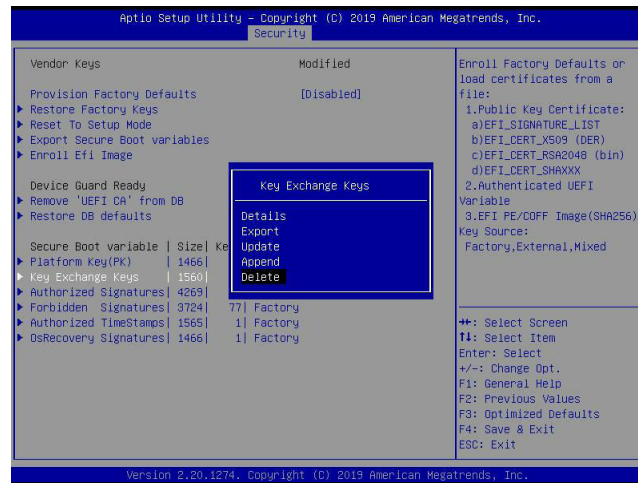 Aptio Setup Utility – Copyright (C) 2019 American Megatrends, Inc.
Security
Vendor Keys Modified
Provision Factory Defaults [Disabled]
Restore Factory Keys
Reset To Setup Mode
Export Secure Boot variables
Enroll Efi Image
Device Guard Ready
Remove 'UEFI CA' from DB
Restore DB defaults
Secure Boot variable | Size| Ke
Platform Key(PK) | 1466|
Key Exchange Keys | 1560|
Authorized Signatures| 4269|
Forbidden Signatures| 3724| 77| Factory
Authorized TimeStamps| 1565| 1| Factory
OsRecovery Signatures| 1466| 1| Factory
Key Exchange Keys
Details
Export
Update
Append
Delete
Enroll Factory Defaults or
load certificates from a
file:
1.Public Key Certificate:
a)EFI_SIGNATURE_LIST
b)EFI_CERT_X509 (DER)
c)EFI_CERT_RSA2048 (bin)
d)EFI_CERT_SHAXXX
2.Authenticated UEFI
Variable
3.EFI PE/COFF Image(SHA256)
Key Source:
Factory,External,Mixed
→←: Select Screen
↑↓: Select Item
Enter: Select
+/-: Change Opt.
F1: General Help
F2: Previous Values
F3: Optimized Defaults
F4: Save & Exit
ESC: Exit
Version 2.20.1274. Copyright (C) 2019 American Megatrends, Inc.